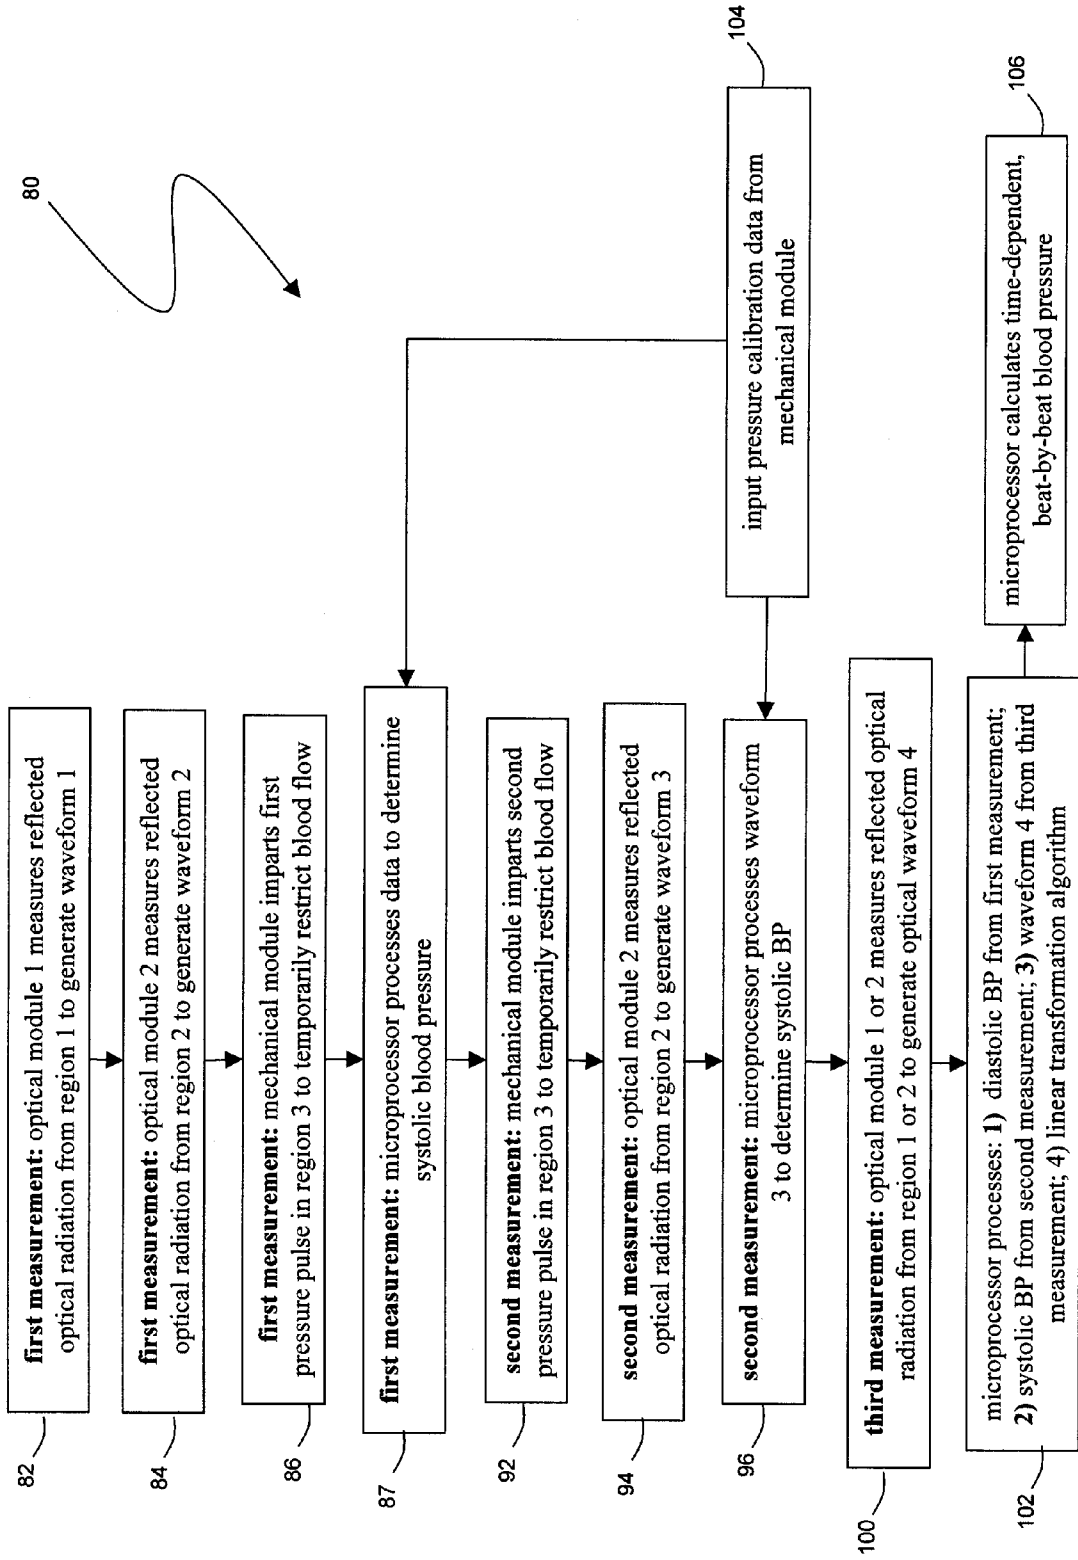 80
82
first measurement: optical module 1 measures reflected
optical radiation from region 1 to generate waveform 1
84
first measurement: optical module 2 measures reflected
optical radiation from region 2 to generate waveform 2
86
first measurement: mechanical module imparts first
pressure pulse in region 3 to temporarily restrict blood flow
87
first measurement: microprocessor processes data to determine
systolic blood pressure
92
second measurement: mechanical module imparts second
pressure pulse in region 3 to temporarily restrict blood flow
94
second measurement: optical module 2 measures reflected
optical radiation from region 2 to generate waveform 3
96
second measurement: microprocessor processes waveform
3 to determine systolic BP
104
input pressure calibration data from
mechanical module
100
third measurement: optical module 1 or 2 measures reflected optical
radiation from region 1 or 2 to generate optical waveform 4
102
microprocessor processes: 1) diastolic BP from first measurement;
2) systolic BP from second measurement; 3) waveform 4 from third
measurement; 4) linear transformation algorithm
106
microprocessor calculates time-dependent,
beat-by-beat blood pressure